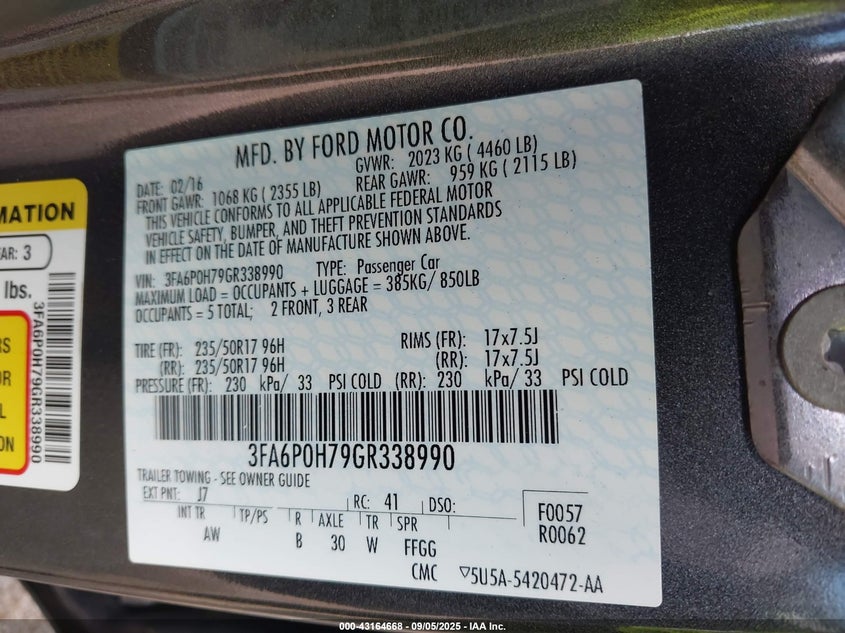 MFD. BY FORD MOTOR CO.
DATE: 02/16 GVWR: 2023 KG ( 4460 LB)
FRONT GAWR: 1068 KG ( 2355 LB) REAR GAWR: 959 KG ( 2115 LB)
THIS VEHICLE CONFORMS TO ALL APPLICABLE FEDERAL MOTOR
VEHICLE SAFETY, BUMPER, AND THEFT PREVENTION STANDARDS
IN EFFECT ON THE DATE OF MANUFACTURE SHOWN ABOVE.
VIN: 3FA6P0H79GR338990 TYPE: Passenger Car
MAXIMUM LOAD = OCCUPANTS + LUGGAGE = 385KG/ 850LB
OCCUPANTS = 5 TOTAL; 2 FRONT, 3 REAR
TIRE (FR): 235/50R17 96H RIMS (FR): 17x7.5J
(RR): 235/50R17 96H (RR): 17x7.5J
PRESSURE (FR): 230 kPa/ 33 PSI COLD (RR): 230 kPa/ 33 PSI COLD
3FA6P0H79GR338990
TRAILER TOWING - SEE OWNER GUIDE
EXT PNT: J7 RC: 41 DSO:
INT TR TP/PS R AXLE TR SPR
AW B 30 W FFGG
F0057
R0062
CMC ▽5U5A-5420472-AA
MATION
AR: 3
lbs.
RS
OR
L
OUR
3FA6P0H79GR338990
000-43164668 - 09/05/2025 - IAA Inc.